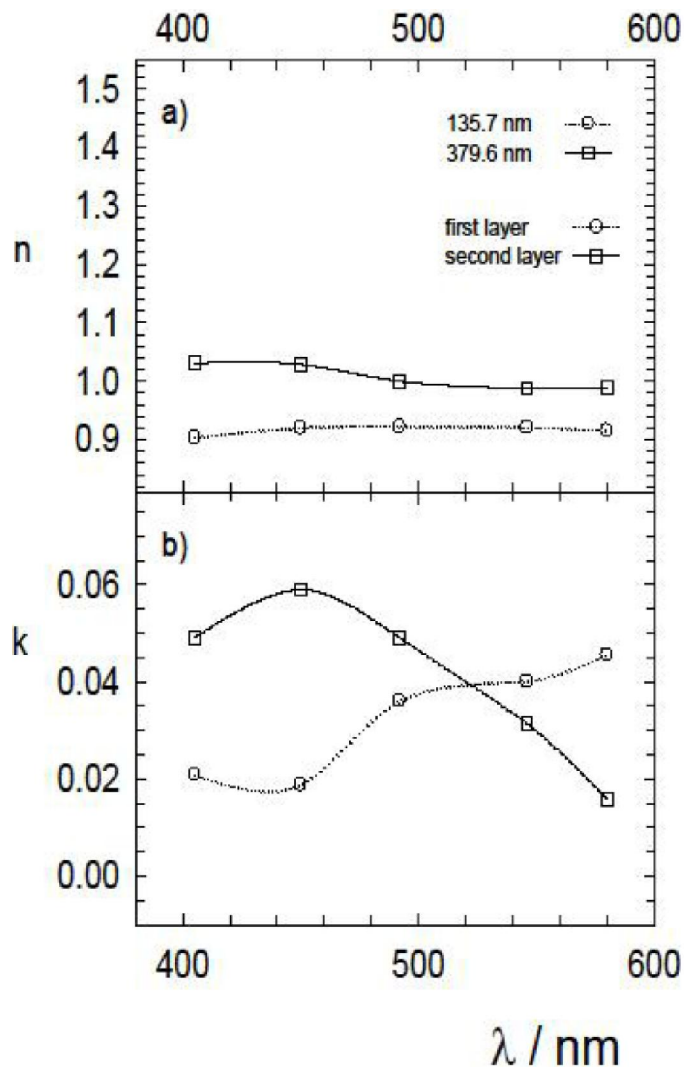 400 500 600
1.5
a)
135.7 nm
1.4
379.6 nm
1.3
first layer
n
second layer
1.2
1.1
1.0
0.9
b)
0.06
k
0.04
0.02
0.00
400 500 600
λ / nm